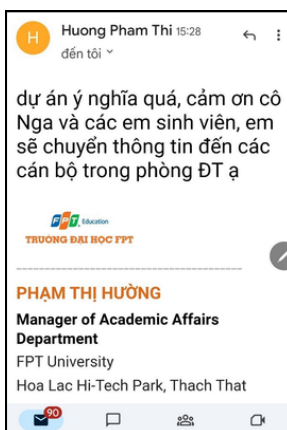 H
Huong Pham Thi 15:28
đến tôi
dự án ý nghĩa quá, cảm ơn cô
Nga và các em sinh viên, em
sẽ chuyển thông tin đến các
cán bộ trong phòng ĐT ạ
FPT Education
TRƯỜNG ĐẠI HỌC FPT
PHẠM THỊ HƯỜNG
Manager of Academic Affairs
Department
FPT University
Hoa Lac Hi-Tech Park, Thach That
90